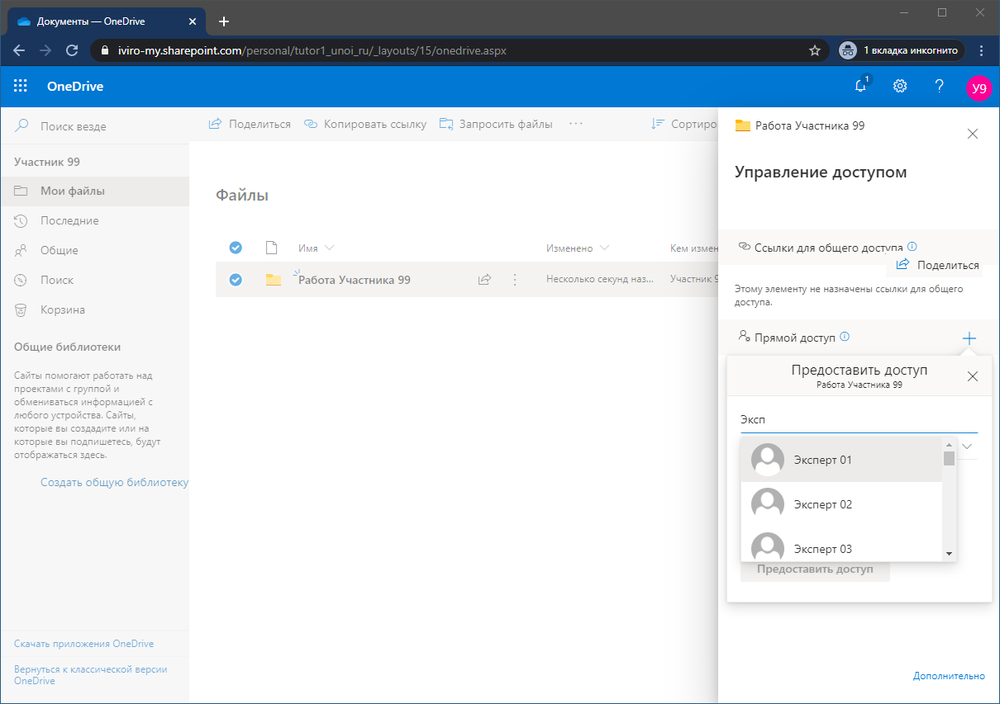 Документы — OneDrive
iviro-my.sharepoint.com/personal/tutor1_unoi_ru/_layouts/15/onedrive.aspx
1 вкладка инкогнито
OneDrive
1
У9
Поиск везде
Поделиться
Копировать ссылку
Запросить файлы
Сортиро
Участник 99
Мои файлы
Последние
Общие
Поиск
Корзина
Общие библиотеки
Сайты помогают работать над
проектами с группой и
обмениваться информацией с
любого устройства. Сайты,
которые вы создадите или на
которые вы подпишетесь, будут
отображаться здесь.
Создать общую библиотеку
Скачать приложения OneDrive
Вернуться к классической версии
OneDrive
Файлы
Имя
Изменено
Кем измен
Работа Участника 99
Несколько секунд наз...
Участник 9
Работа Участника 99
Управление доступом
Ссылки для общего доступа
Поделиться
Этому элементу не назначены ссылки для общего
доступа.
Прямой доступ
Предоставить доступ
Работа Участника 99
Эксп
Эксперт 01
Эксперт 02
Эксперт 03
Предоставить доступ
Дополнительно